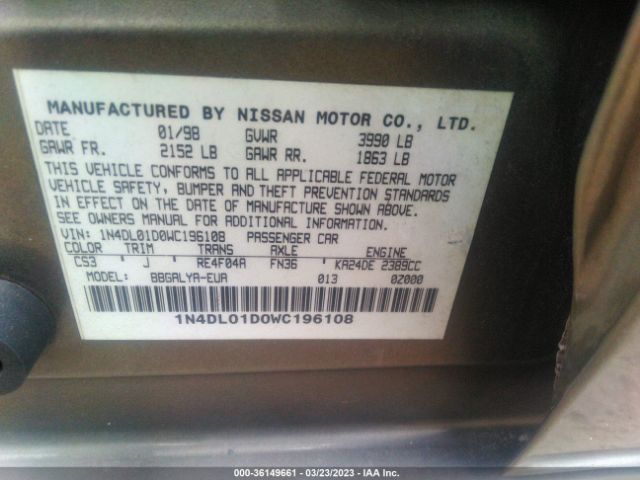 MANUFACTURED BY NISSAN MOTOR CO., LTD.
DATE 01/98 GVWR 3990 LB
GAWR FR. 2152 LB GAWR RR. 1863 LB
THIS VEHICLE CONFORMS TO ALL APPLICABLE FEDERAL MOTOR
VEHICLE SAFETY, BUMPER AND THEFT PREVENTION STANDARDS
IN EFFECT ON THE DATE OF MANUFACTURE SHOWN ABOVE.
SEE OWNERS MANUAL FOR ADDITIONAL INFORMATION.
VIN: 1N4DL01D0WC196108 PASSENGER CAR
COLOR TRIM TRANS AXLE ENGINE
CS3 J RE4F04A FN36 KA24DE 2389CC
MODEL: BBGALYA-EUA 013 0Z000
1N4DL01D0WC196108
000-36149661 - 03/23/2023 - IAA Inc.